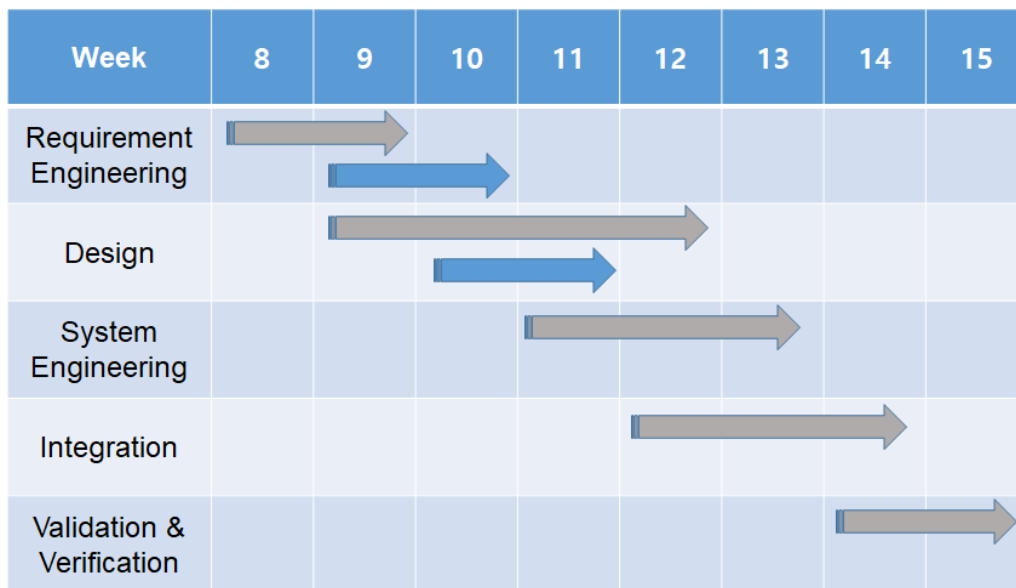 Week 8 9 10 11 12 13 14 15
Requirement
Engineering
Design
System
Engineering
Integration
Validation &
Verification